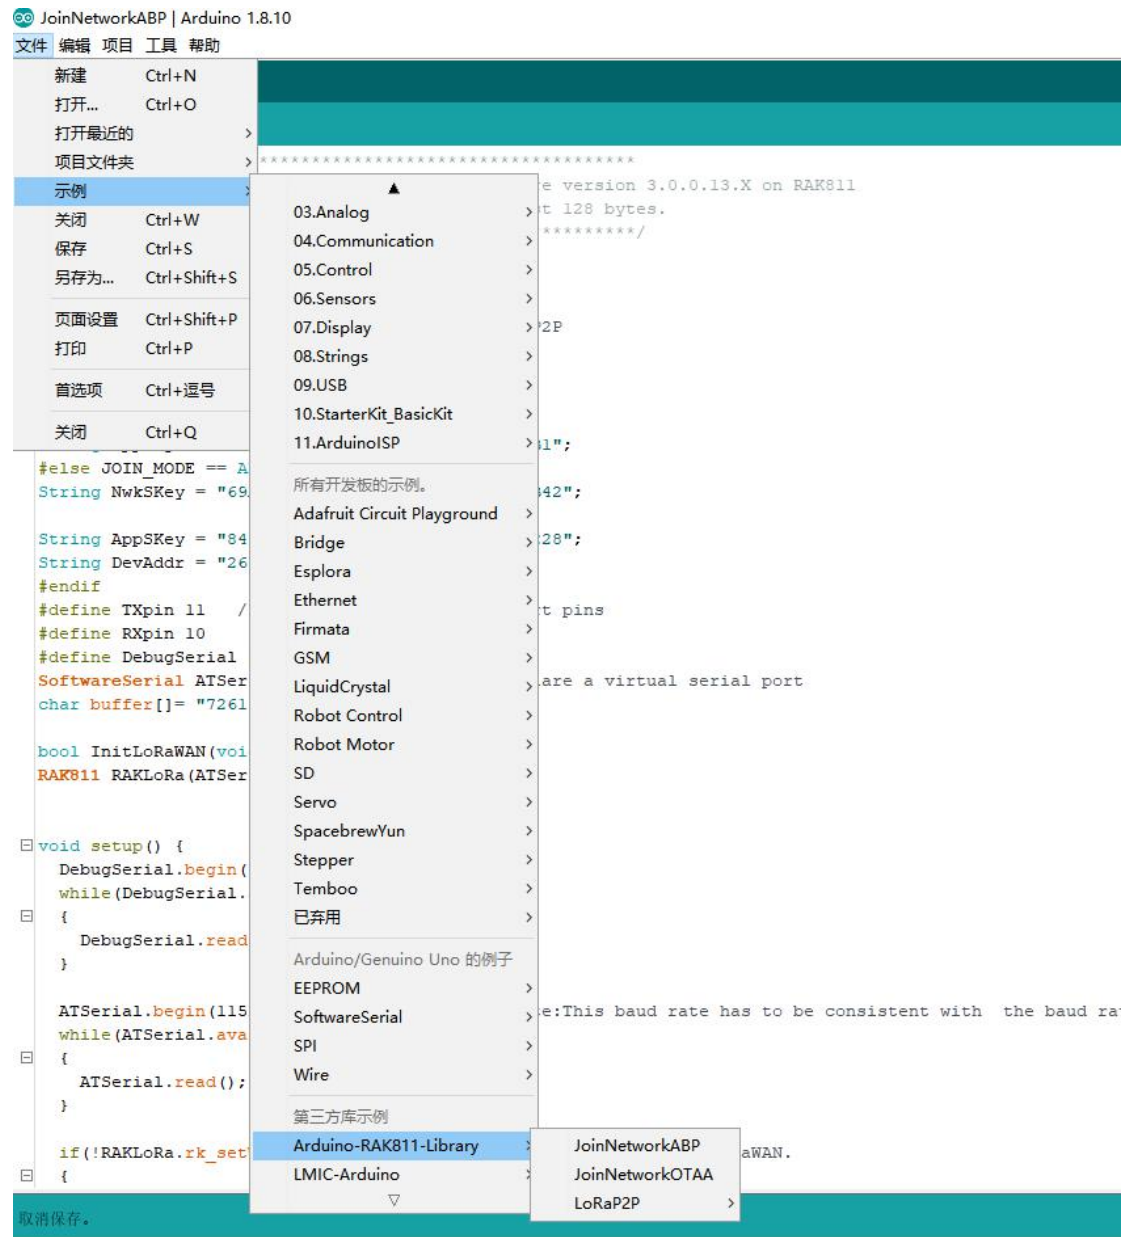 JoinNetworkABP | Arduino 1.8.10
文件 编辑 项目 工具 帮助
新建 Ctrl+N
打开... Ctrl+O
打开最近的
项目文件夹
示例
关闭 Ctrl+W
保存 Ctrl+S
另存为... Ctrl+Shift+S
页面设置 Ctrl+Shift+P
打印 Ctrl+P
首选项 Ctrl+逗号
关闭 Ctrl+Q
03.Analog
04.Communication
05.Control
06.Sensors
07.Display
08.Strings
09.USB
10.StarterKit_BasicKit
11.ArduinoISP
所有开发板的示例。
Adafruit Circuit Playground
Bridge
Esplora
Ethernet
Firmata
GSM
LiquidCrystal
Robot Control
Robot Motor
SD
Servo
SpacebrewYun
Stepper
Temboo
已弃用
Arduino/Genuino Uno 的例子
EEPROM
SoftwareSerial
SPI
Wire
第三方库示例
Arduino-RAK811-Library
LMIC-Arduino
JoinNetworkABP
JoinNetworkOTAA
LoRaP2P
************************************
e version 3.0.0.13.X on RAK811
t 128 bytes.
*********/
P2P
81";
#else JOIN_MODE == A
String NwkSKey = "69 42";
String AppSKey = "84 28";
String DevAddr = "26
#endif
#define TXpin 11 / t pins
#define RXpin 10
#define DebugSerial
SoftwareSerial ATSer are a virtual serial port
char buffer[]= "7261
bool InitLoRaWAN(voi
RAK811 RAKLoRa(ATSer
void setup() {
DebugSerial.begin(
while(DebugSerial.
{
DebugSerial.read
}
ATSerial.begin(115 e:This baud rate has to be consistent with the baud ra
while(ATSerial.ava
{
ATSerial.read();
}
if(!RAKLoRa.rk_set aWAN.
{
取消保存。